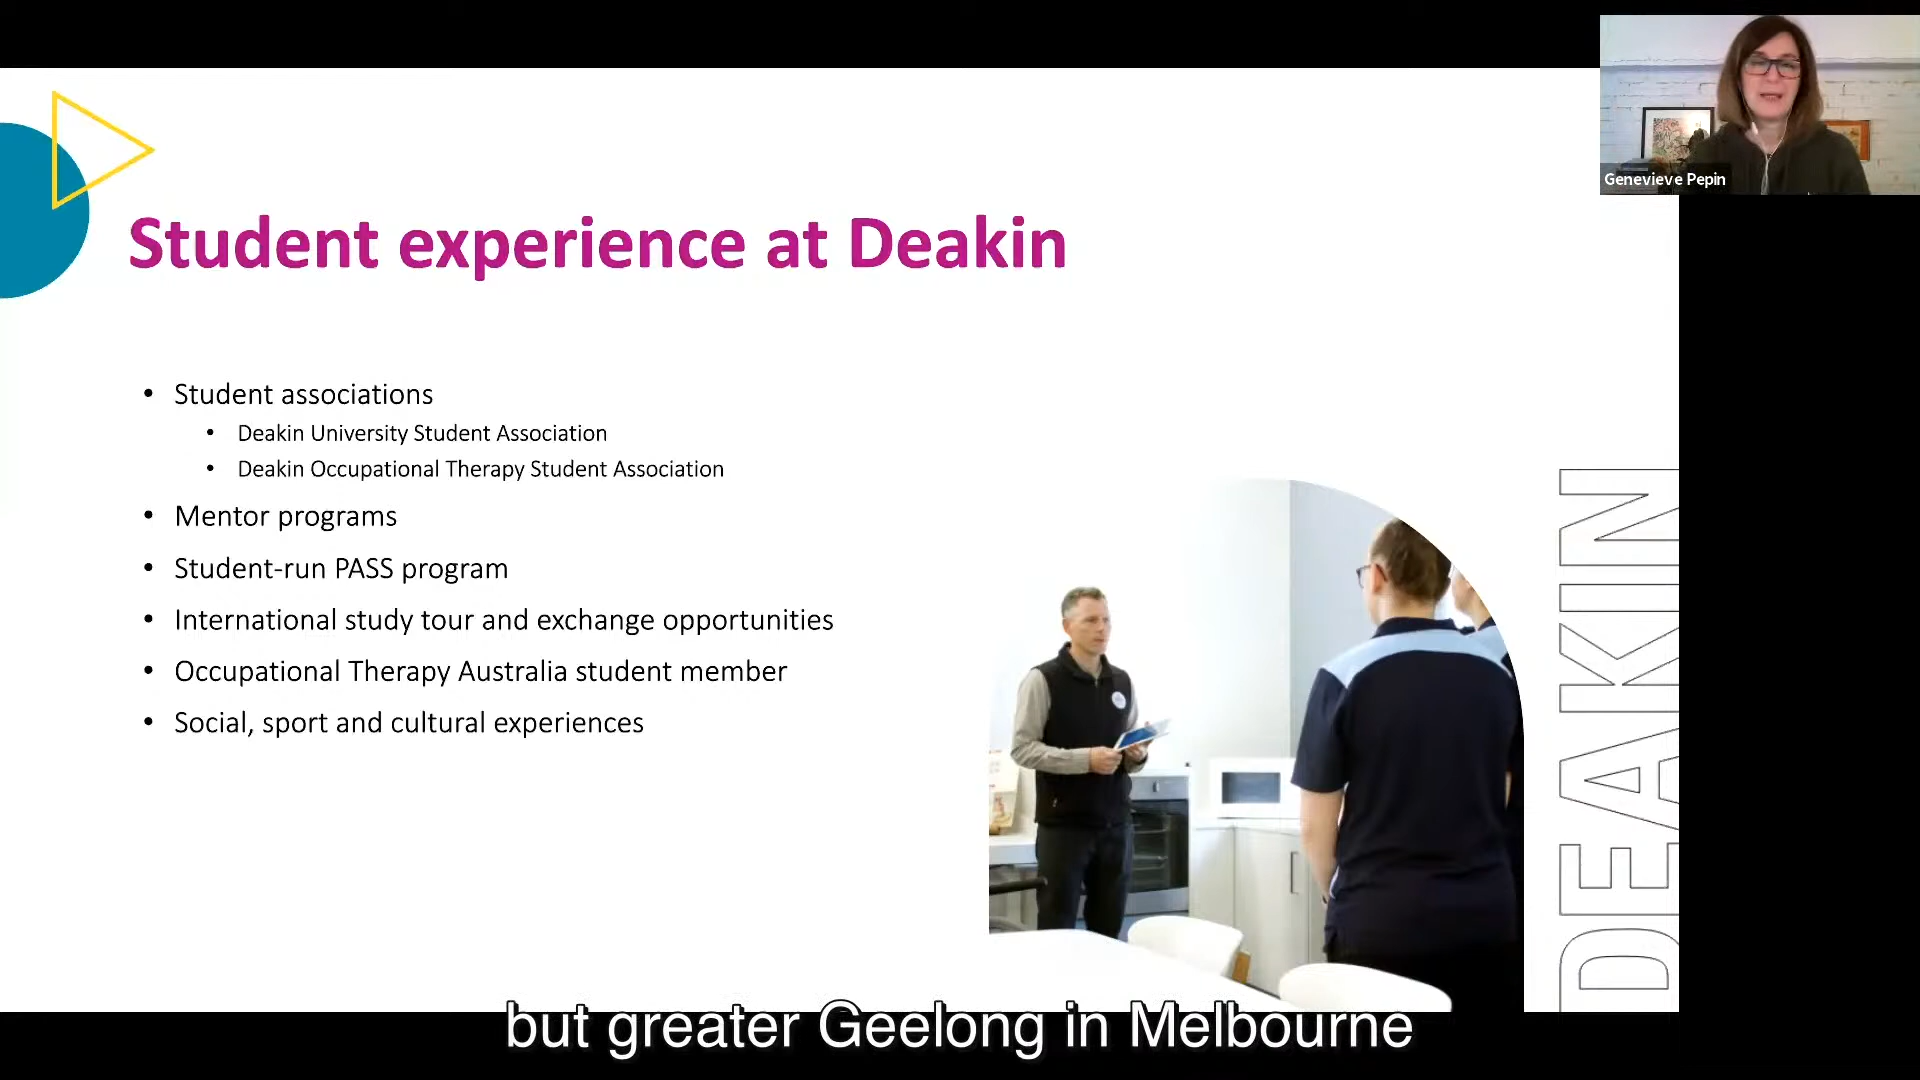 Genevieve Pepin
Student experience at Deakin
• Student associations
• Deakin University Student Association
• Deakin Occupational Therapy Student Association
• Mentor programs
• Student-run PASS program
• International study tour and exchange opportunities
• Occupational Therapy Australia student member
• Social, sport and cultural experiences
DEAKIN
but greater Geelong in Melbourne